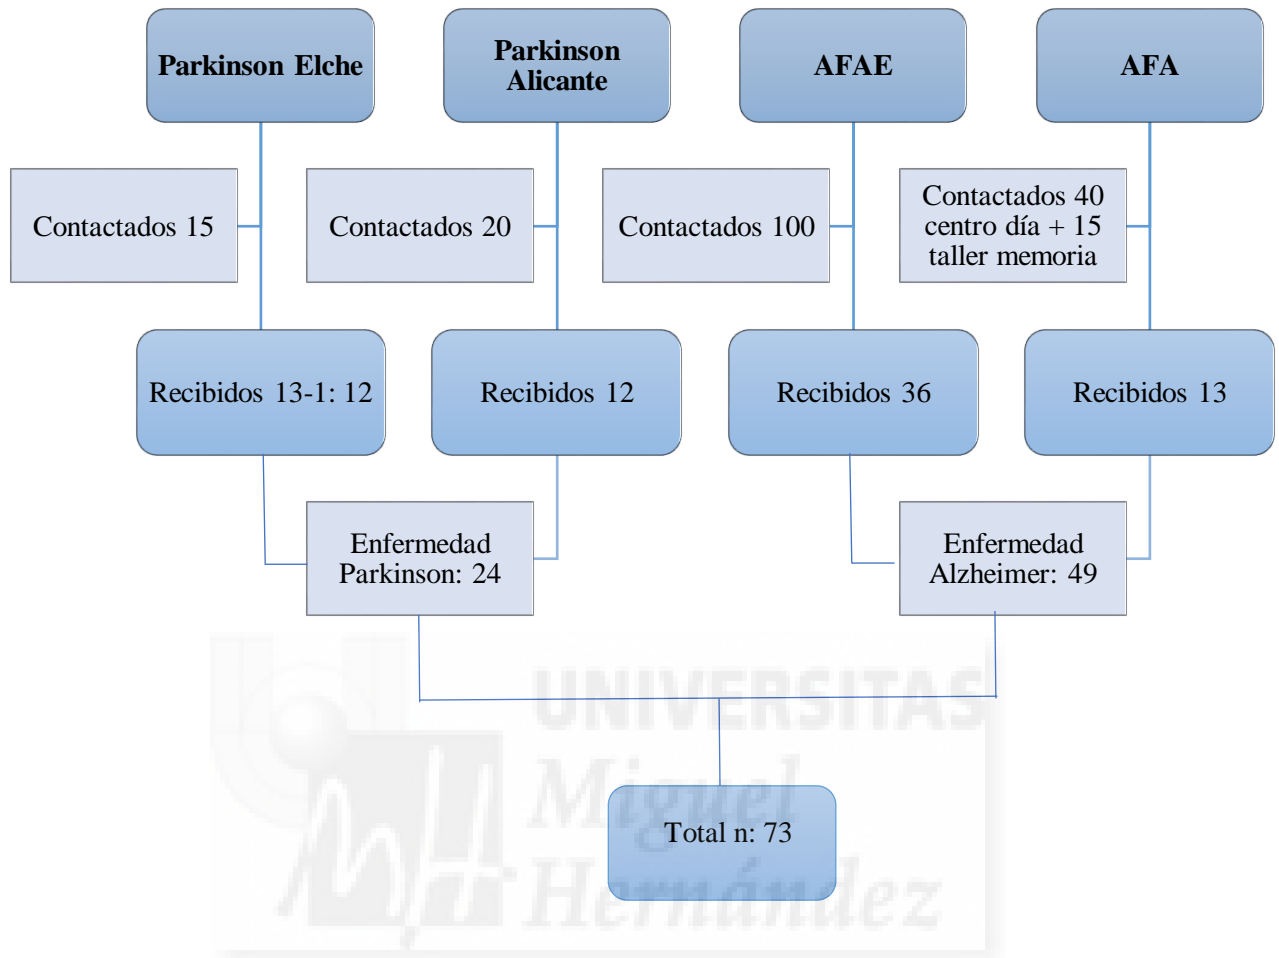 Parkinson Elche
Parkinson
Alicante
AFAE
AFA
Contactados 15
Contactados 20
Contactados 100
Contactados 40
centro día + 15
taller memoria
Recibidos 13-1: 12
Recibidos 12
Recibidos 36
Recibidos 13
Enfermedad
Parkinson: 24
Enfermedad
Alzheimer: 49
UNIVERSITAS
Miguel
Hernández
Total n: 73